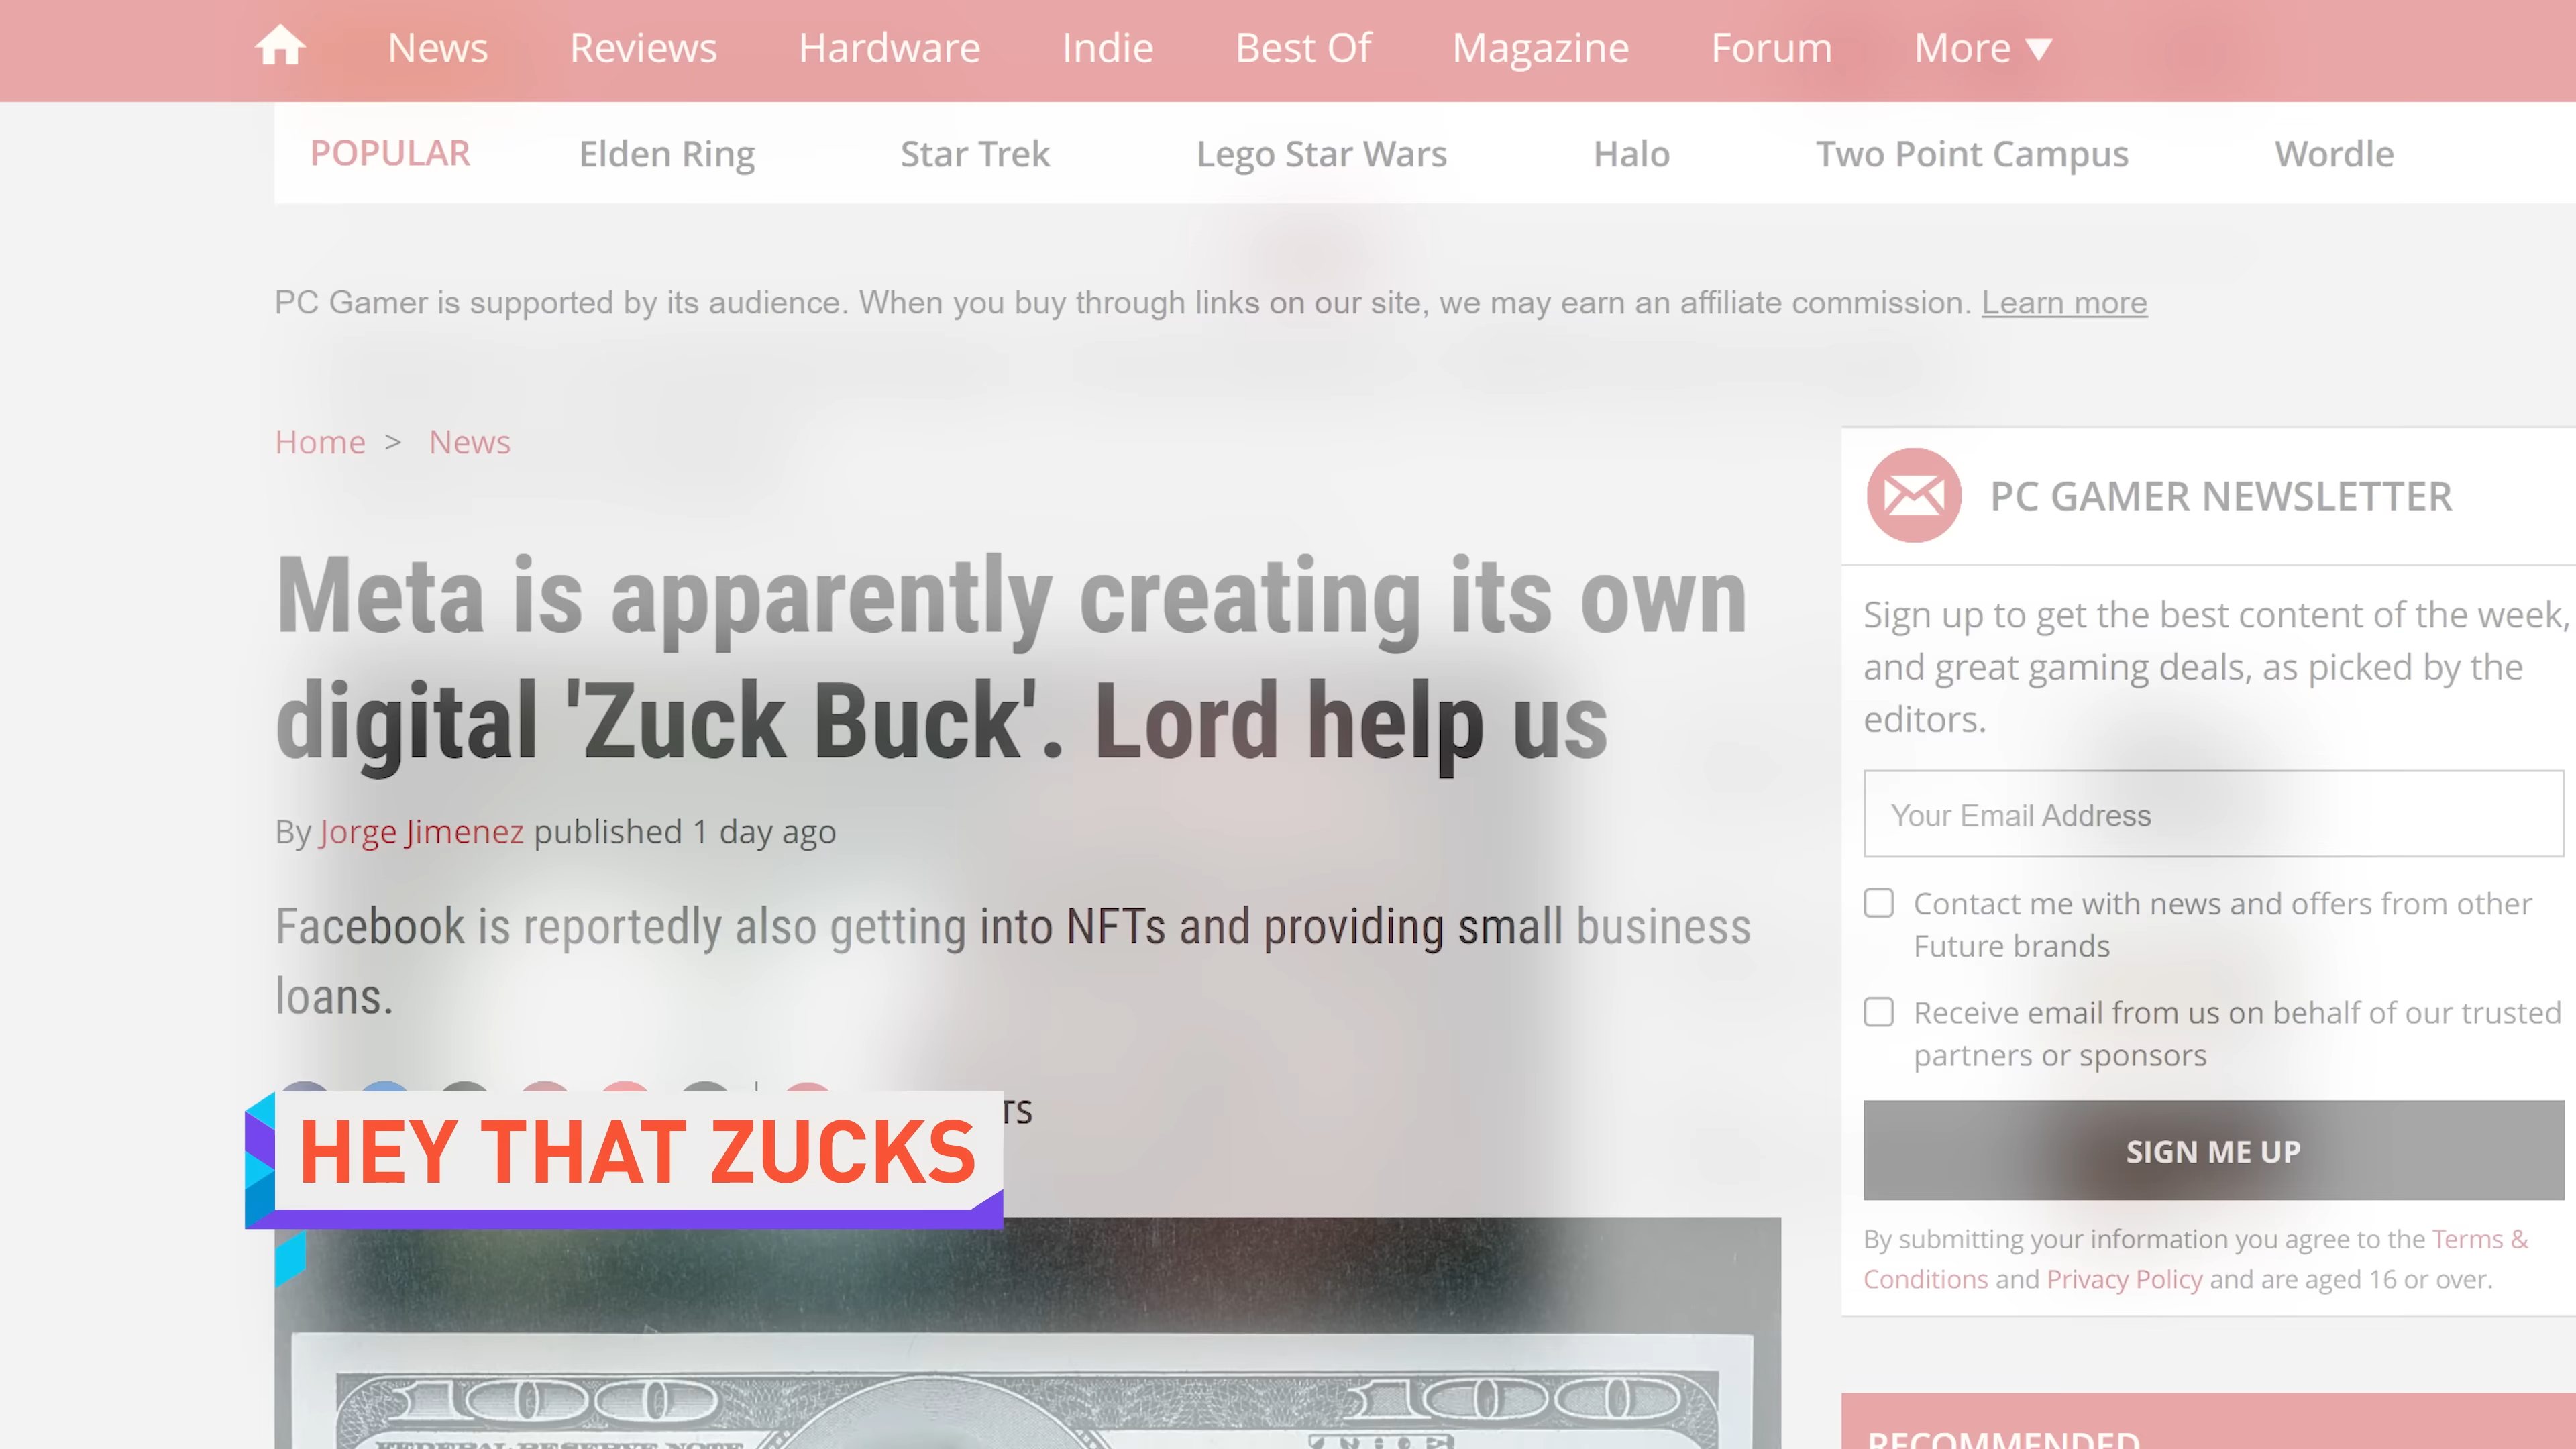 News Reviews Hardware Indie Best Of Magazine Forum More
POPULAR Elden Ring Star Trek Lego Star Wars Halo Two Point Campus Wordle
PC Gamer is supported by its audience. When you buy through links on our site, we may earn an affiliate commission. Learn more
Home > News
Meta is apparently creating its own
digital 'Zuck Buck'. Lord help us
By Jorge Jimenez published 1 day ago
Facebook is reportedly also getting into NFTs and providing small business
loans.
TS
HEY THAT ZUCKS
100 100
FEDERAL RESERVE NOTE
PC GAMER NEWSLETTER
Sign up to get the best content of the week,
and great gaming deals, as picked by the
editors.
Your Email Address
Contact me with news and offers from other
Future brands
Receive email from us on behalf of our trusted
partners or sponsors
SIGN ME UP
By submitting your information you agree to the Terms &
Conditions and Privacy Policy and are aged 16 or over.
RECOMMENDED